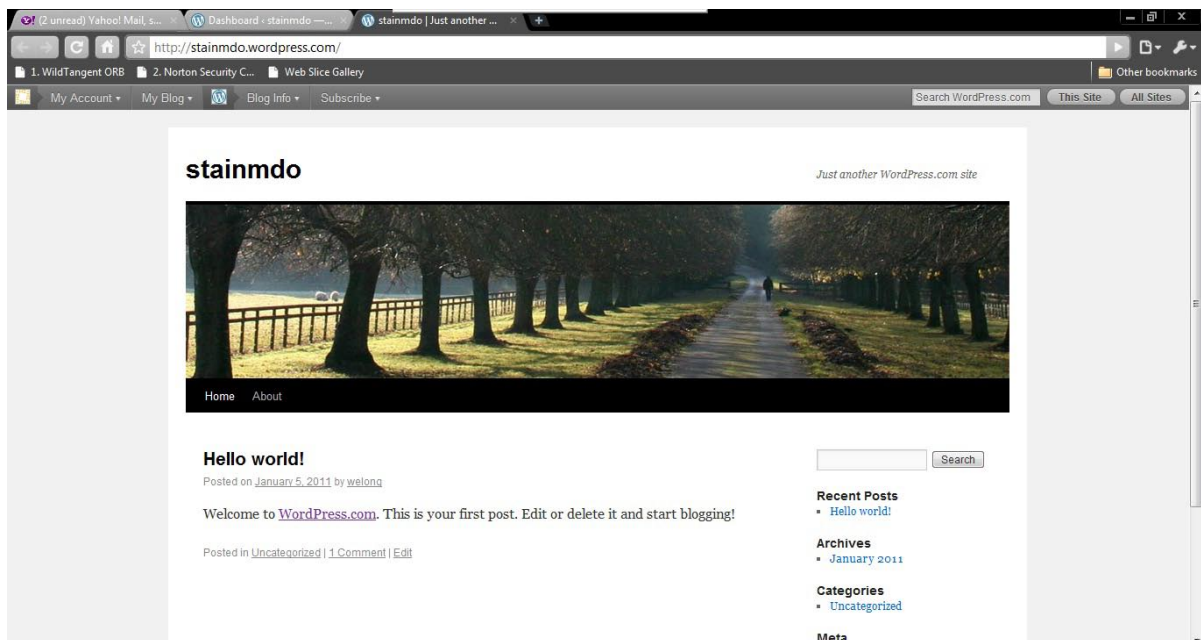 (2 unread) Yahoo! Mail, s... Dashboard ‹ stainmdo —... stainmdo | Just another ...
http://stainmdo.wordpress.com/
1. WildTangent ORB 2. Norton Security C... Web Slice Gallery Other bookmarks
My Account My Blog Blog Info Subscribe Search WordPress.com This Site All Sites
stainmdo
Just another WordPress.com site
Home About
Hello world!
Posted on January 5, 2011 by welong
Welcome to WordPress.com. This is your first post. Edit or delete it and start blogging!
Posted in Uncategorized | 1 Comment | Edit
Search
Recent Posts
Hello world!
Archives
January 2011
Categories
Uncategorized
Meta